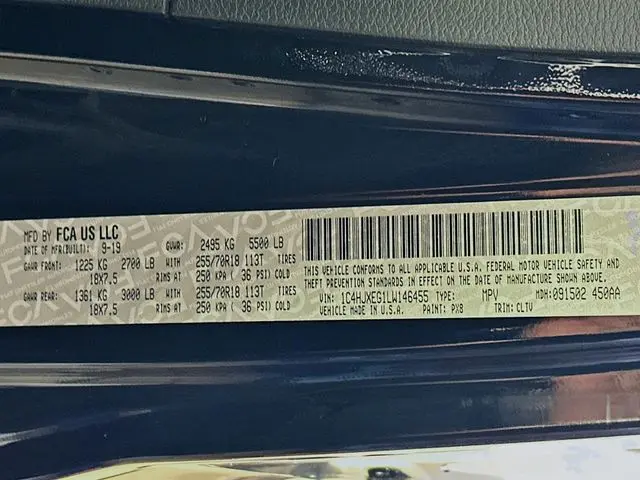 MFD BY FCA US LLC
DATE OF MFR(BUILT): 9-19 GVWR: 2495 KG 5500 LB
GAWR FRONT: 1225 KG 2700 LB 255/70R18 113T TIRES
18X7.5 RIMS AT 250 KPA ( 36 PSI) COLD
GAWR REAR: 1361 KG 3000 LB 255/70R18 113T TIRES
18X7.5 RIMS AT 250 KPA ( 36 PSI) COLD
THIS VEHICLE CONFORMS TO ALL APPLICABLE U.S.A. FEDERAL MOTOR VEHICLE SAFETY AND
THEFT PREVENTION STANDARDS IN EFFECT ON THE DATE OF MANUFACTURE SHOWN ABOVE.
VIN: 1C4HJXEG1LW146455 TYPE: MPV MDH: 091502 450AA
VEHICLE MADE IN U.S.A. PAINT: PX8 TRIM: CLTV